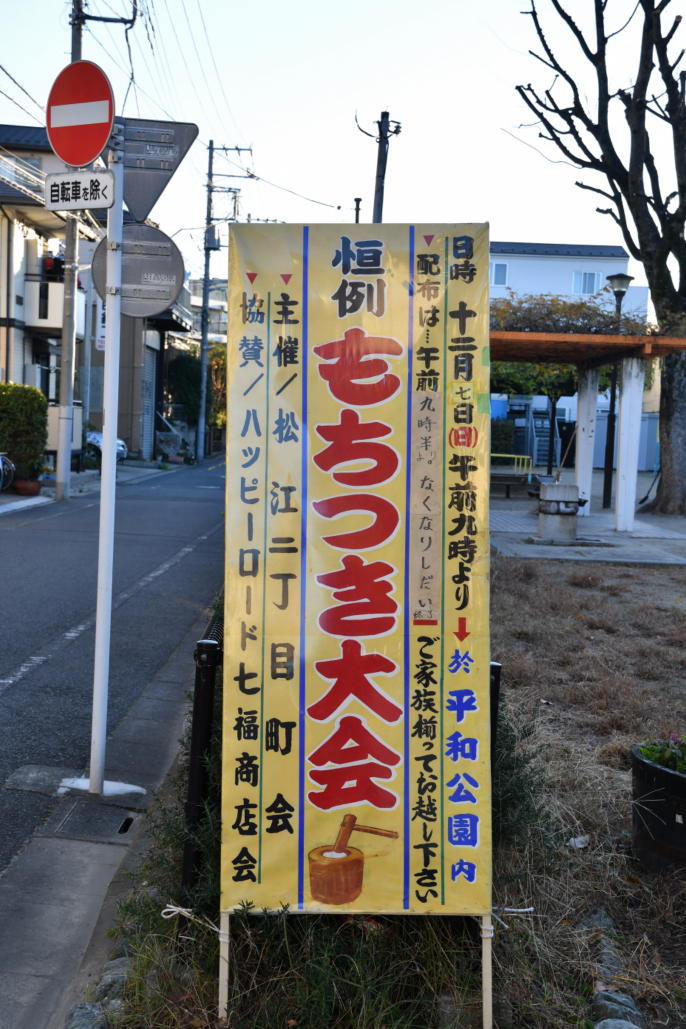 自転車を除く
日時 十二月七日(日)午前九時より→於 平和公園内
配布は…午前九時半より。なくなりしだい終了
ご家族揃ってお越し下さい
恒例
もちつき大会
主催/松江二丁目町会
協賛/ハッピーロード七福商店会